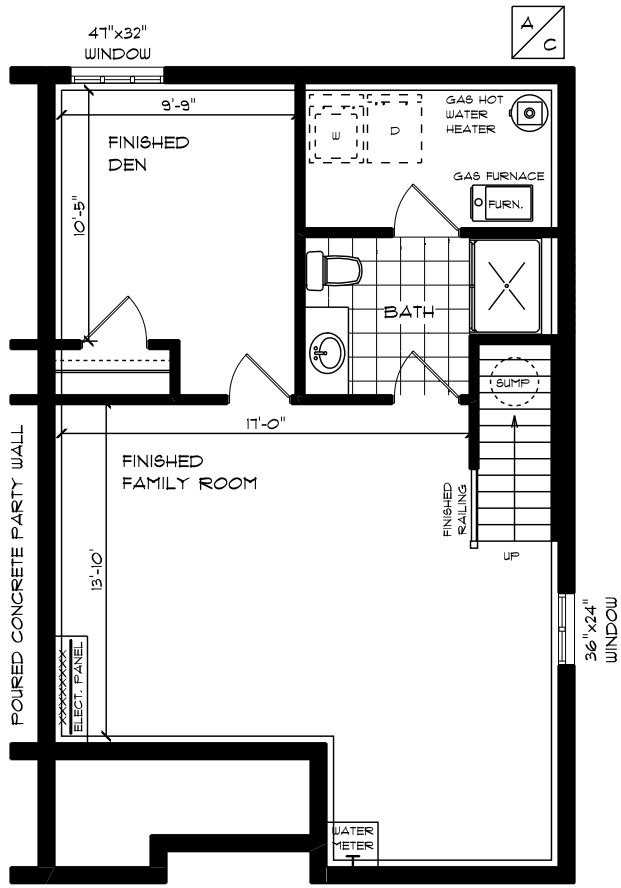 A
C
47"x32"
WINDOW
9'-9"
FINISHED
DEN
10'-5"
W
D
GAS HOT
WATER
HEATER
GAS FURNACE
FURN.
BATH
SUMP
17'-0"
FINISHED
FAMILY ROOM
FINISHED
RAILING
UP
POURED CONCRETE PARTY WALL
13'-10'
36"x24"
WINDOW
XXXXXXXX
ELECT. PANEL
WATER
METER